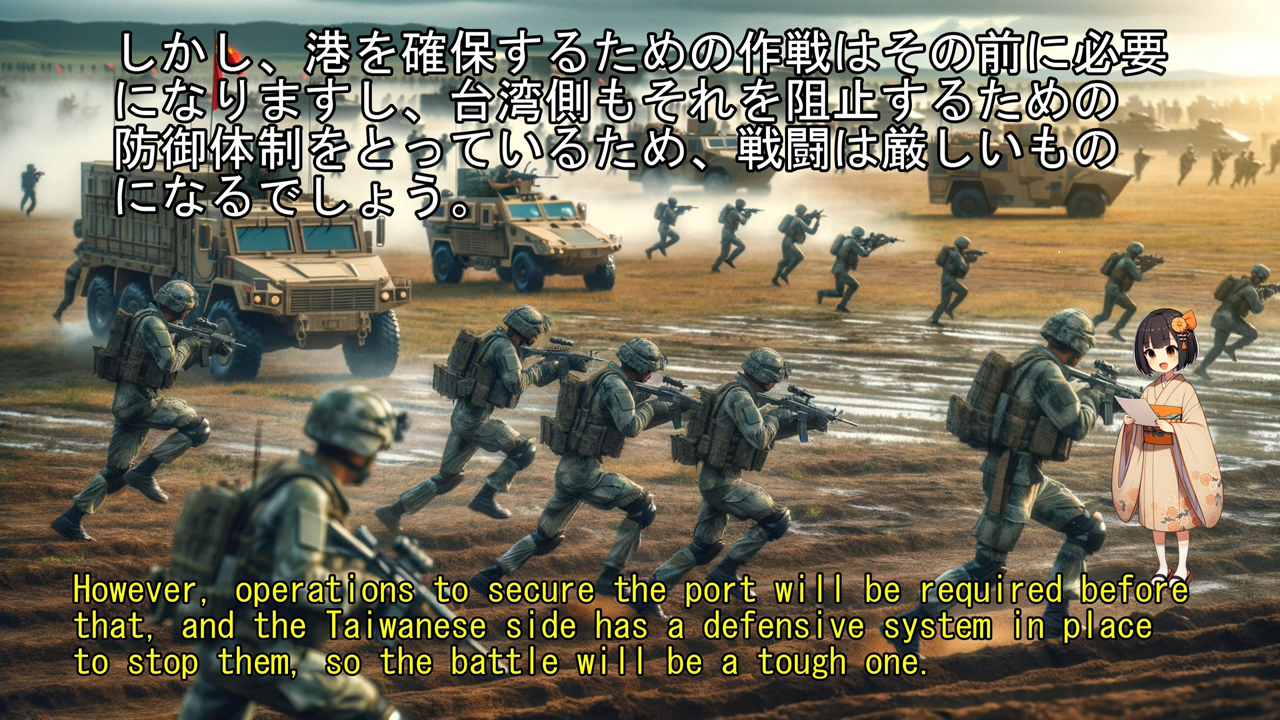 しかし、港を確保するための作戦はその前に必要
になりますし、台湾側もそれを阻止するための
防御体制をとっているため、戦闘は厳しいもの
になるでしょう。
However, operations to secure the port will be required before
that, and the Taiwanese side has a defensive system in place
to stop them, so the battle will be a tough one.